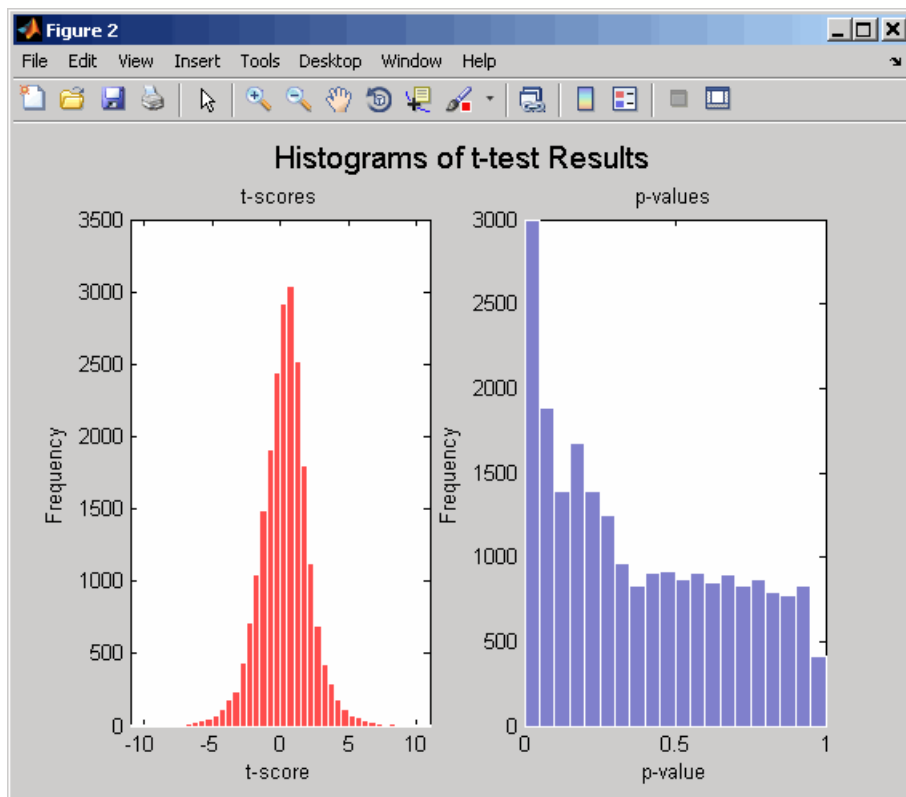 Figure 2
File Edit View Insert Tools Desktop Window Help
Histograms of t-test Results
t-scores
3500
3000
2500
2000
1500
1000
500
0
Frequency
-10 -5 0 5 10
t-score
p-values
3000
2500
2000
1500
1000
500
0
Frequency
0 0.5 1
p-value